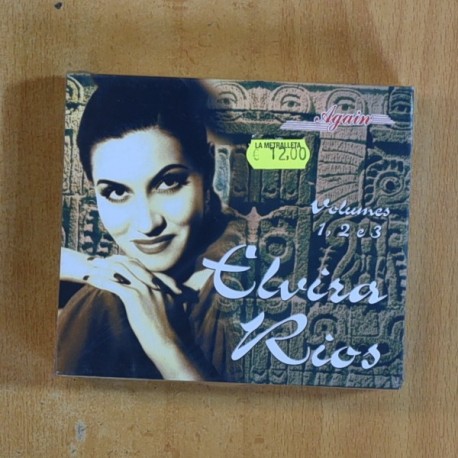 Again
LA METRALLETA
€ 12,00
Volumes
1, 2 e 3
Elvira
Rios